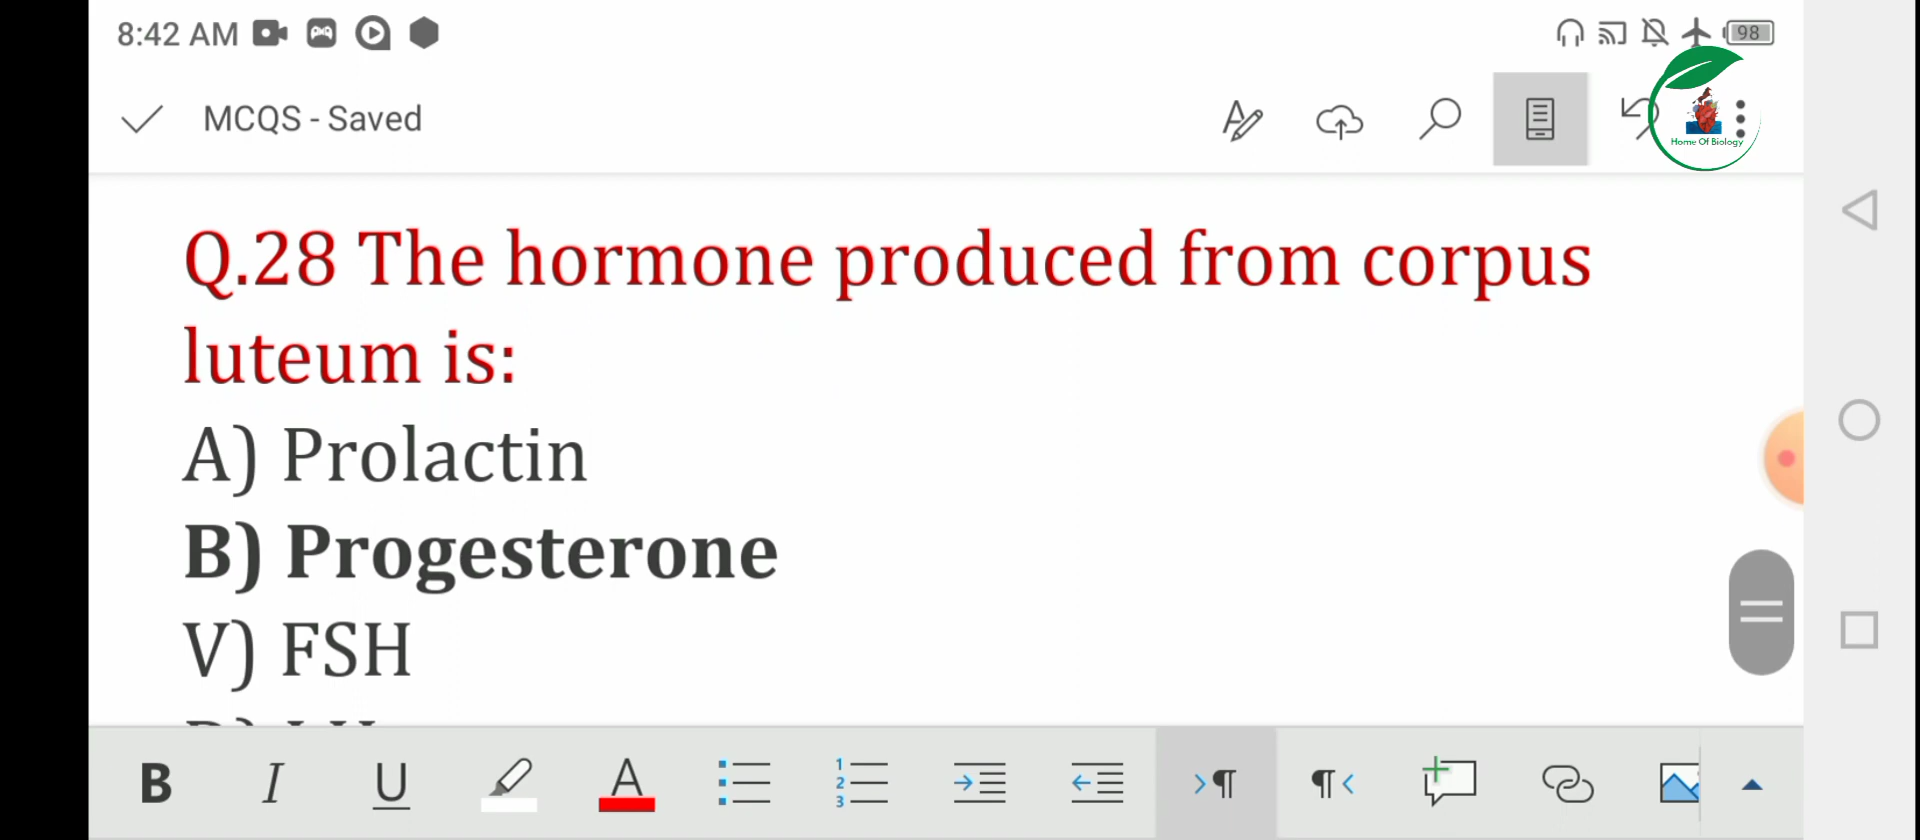 8:42 AM
98
MCQS - Saved
Home Of Biology
Q.28 The hormone produced from corpus
luteum is:
A) Prolactin
B) Progesterone
V) FSH
B I U A